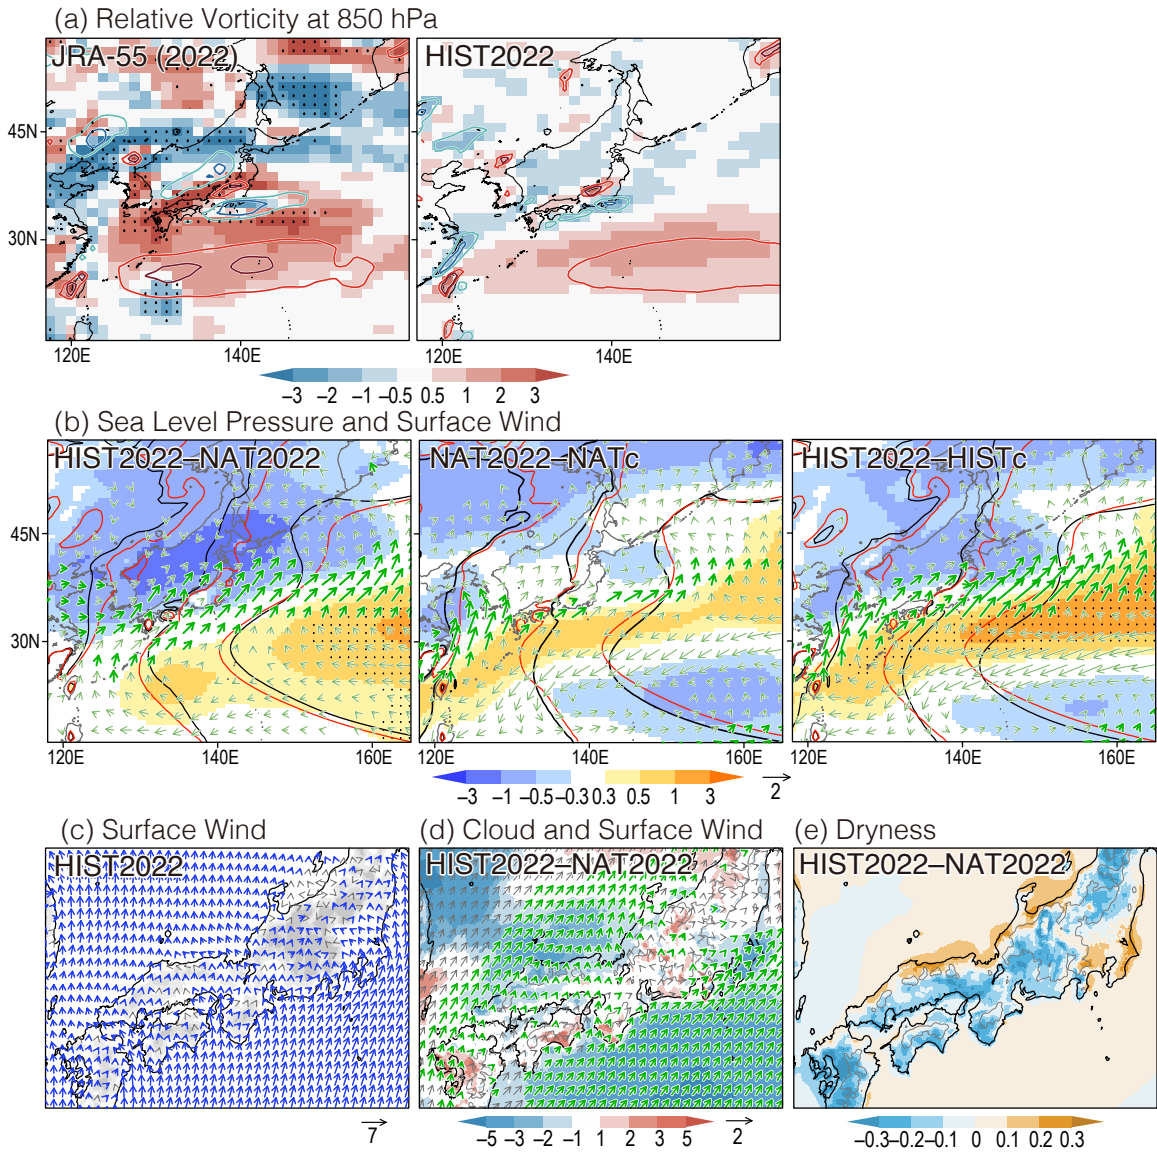 (a) Relative Vorticity at 850 hPa
JRA-55 (2022) HIST2022
45N
30N
120E 140E 120E 140E
−3 −2 −1 −0.5 0.5 1 2 3
(b) Sea Level Pressure and Surface Wind
HIST2022−NAT2022 NAT2022−NATc HIST2022−HISTc
45N
30N
120E 140E 160E 120E 140E 160E 120E 140E 160E
−3 −1 −0.5 −0.3 0.3 0.5 1 3 2
(c) Surface Wind (d) Cloud and Surface Wind (e) Dryness
HIST2022 HIST2022−NAT2022 HIST2022−NAT2022
7 −5 −3 −2 −1 1 2 3 5 2 −0.3 −0.2 −0.1 0 0.1 0.2 0.3